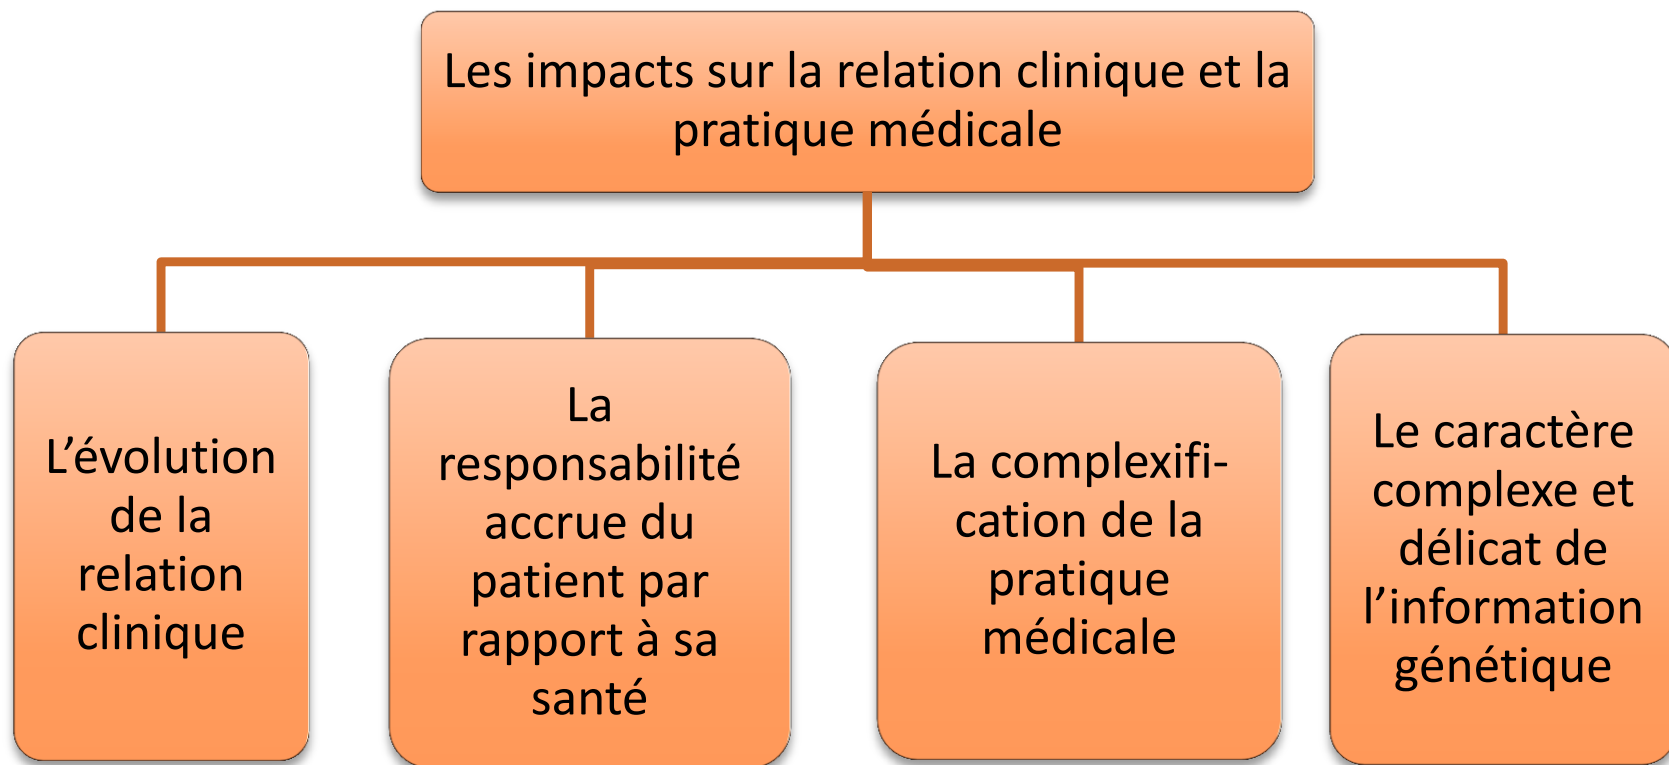 Les impacts sur la relation clinique et la
pratique médicale
L’évolution
de la
relation
clinique
La
responsabilité
accrue du
patient par
rapport à sa
santé
La complexifi-
cation de la
pratique
médicale
Le caractère
complexe et
délicat de
l’information
génétique